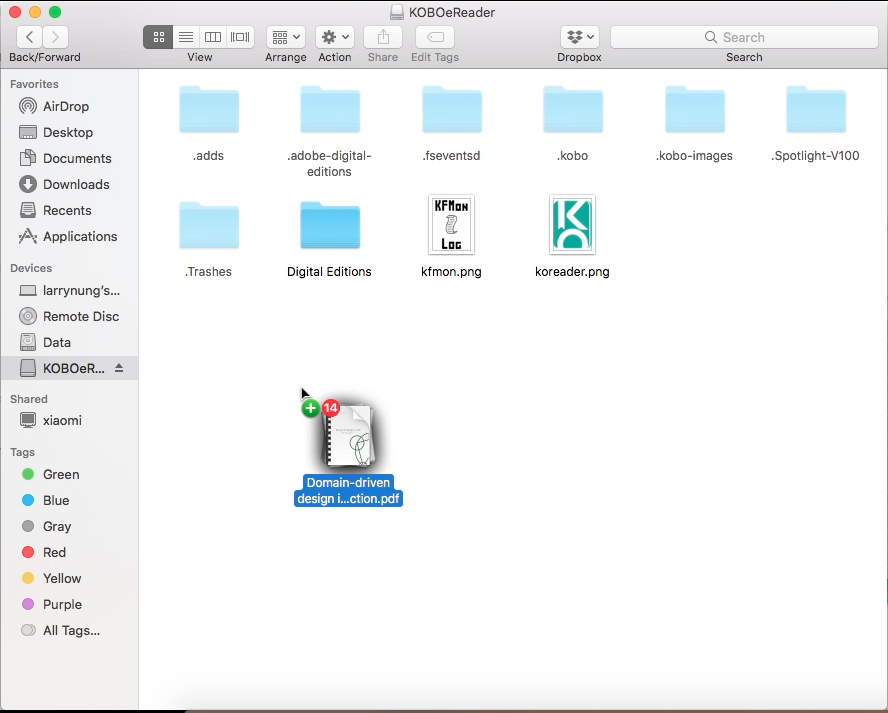 KOBOeReader
Back/Forward
View
Arrange
Action
Share
Edit Tags
Dropbox
Search
Search
Favorites
AirDrop
Desktop
Documents
Downloads
Recents
Applications
Devices
larrynung's...
Remote Disc
Data
KOBOeR...
Shared
xiaomi
Tags
Green
Blue
Gray
Red
Yellow
Purple
All Tags...
.adds
.adobe-digital-
editions
.fseventsd
.kobo
.kobo-images
.Spotlight-V100
.Trashes
Digital Editions
KFMon
Log
kfmon.png
KO
koreader.png
14
Domain-driven
design i...ction.pdf